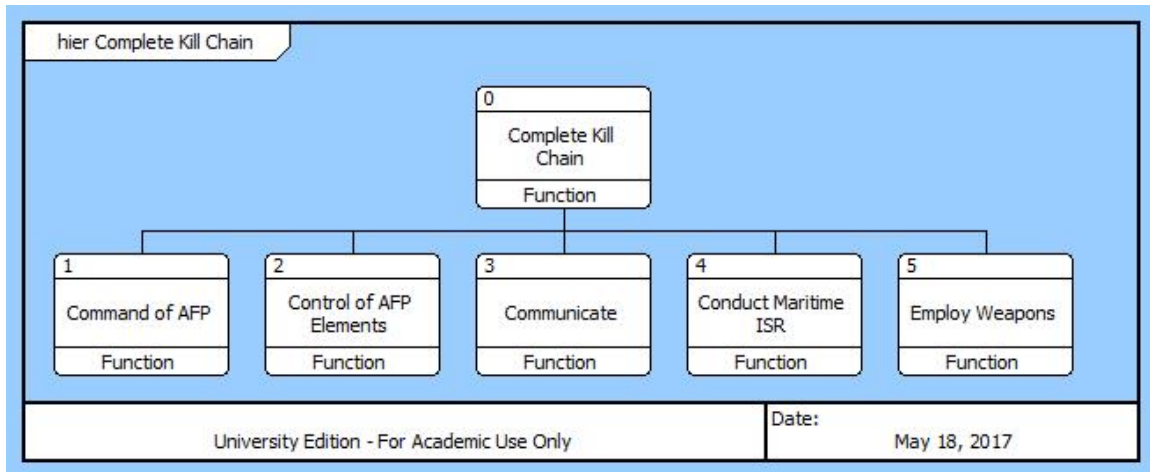 hier Complete Kill Chain
0
Complete Kill
Chain
Function
1
Command of AFP
Function
2
Control of AFP
Elements
Function
3
Communicate
Function
4
Conduct Maritime
ISR
Function
5
Employ Weapons
Function
University Edition - For Academic Use Only
Date:
May 18, 2017